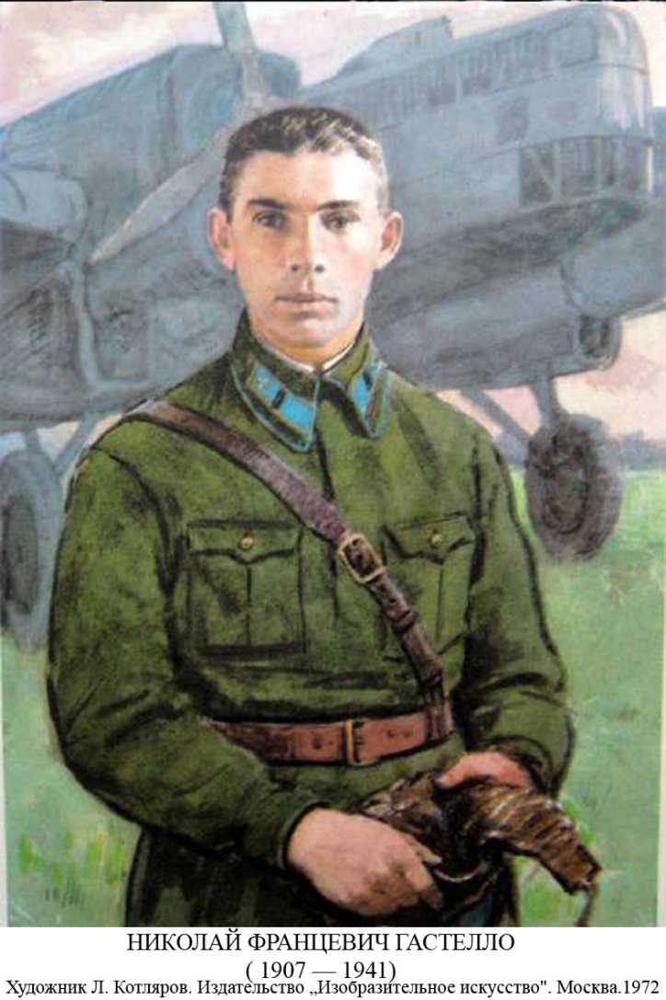 НИКОЛАЙ ФРАНЦЕВИЧ ГАСТЕЛЛО
( 1907 — 1941)
Художник Л. Котляров. Издательство „Изобразительное искусство". Москва.1972